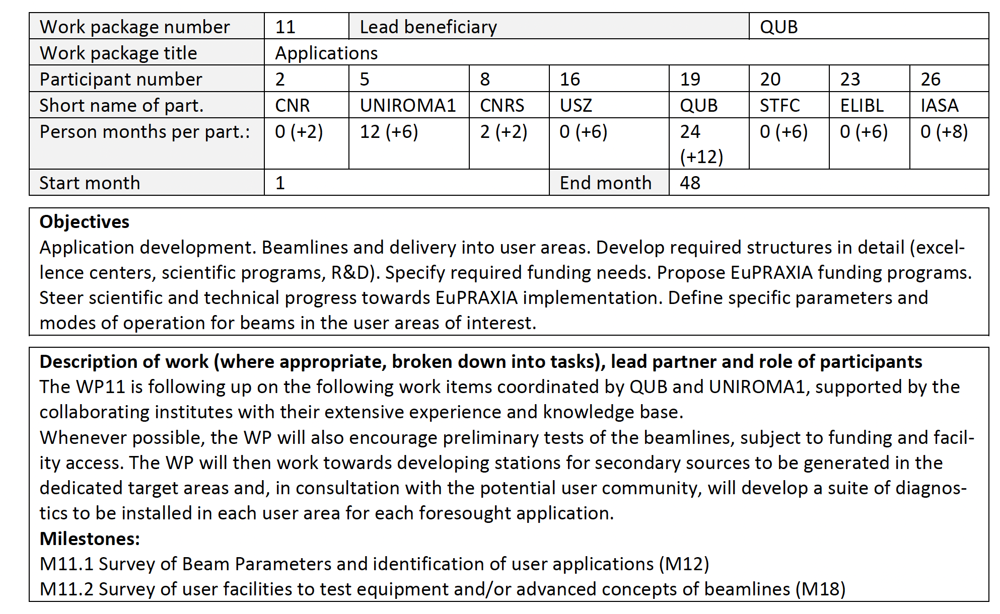 Work package number 11 Lead beneficiary QUB
Work package title Applications
Participant number 2 5 8 16 19 20 23 26
Short name of part. CNR UNIROMA1 CNRS USZ QUB STFC ELIBL IASA
Person months per part.: 0 (+2) 12 (+6) 2 (+2) 0 (+6) 24 0 (+6) 0 (+6) 0 (+8)
(+12)
Start month 1 End month 48
Objectives
Application development. Beamlines and delivery into user areas. Develop required structures in detail (excel-
lence centers, scientific programs, R&D). Specify required funding needs. Propose EuPRAXIA funding programs.
Steer scientific and technical progress towards EuPRAXIA implementation. Define specific parameters and
modes of operation for beams in the user areas of interest.
Description of work (where appropriate, broken down into tasks), lead partner and role of participants
The WP11 is following up on the following work items coordinated by QUB and UNIROMA1, supported by the
collaborating institutes with their extensive experience and knowledge base.
Whenever possible, the WP will also encourage preliminary tests of the beamlines, subject to funding and facil-
ity access. The WP will then work towards developing stations for secondary sources to be generated in the
dedicated target areas and, in consultation with the potential user community, will develop a suite of diagnos-
tics to be installed in each user area for each foresought application.
Milestones:
M11.1 Survey of Beam Parameters and identification of user applications (M12)
M11.2 Survey of user facilities to test equipment and/or advanced concepts of beamlines (M18)